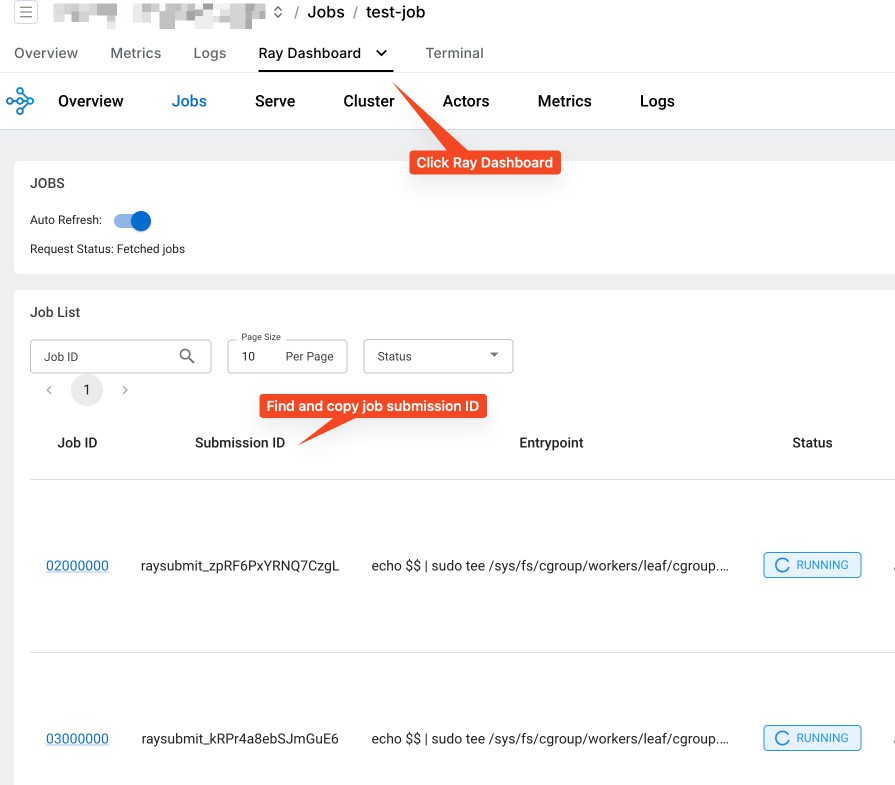 / Jobs / test-job
Overview Metrics Logs Ray Dashboard Terminal
Overview Jobs Serve Cluster Actors Metrics Logs
Click Ray Dashboard
JOBS
Auto Refresh:
Request Status: Fetched jobs
Job List
Page Size
Job ID 10 Per Page Status
1
Find and copy job submission ID
Job ID Submission ID Entrypoint Status
02000000 raysubmit_zpRF6PxYRNQ7CzgL echo $$ | sudo tee /sys/fs/cgroup/workers/leaf/cgroup.... RUNNING
03000000 raysubmit_kRPr4a8ebSJmGuE6 echo $$ | sudo tee /sys/fs/cgroup/workers/leaf/cgroup.... RUNNING